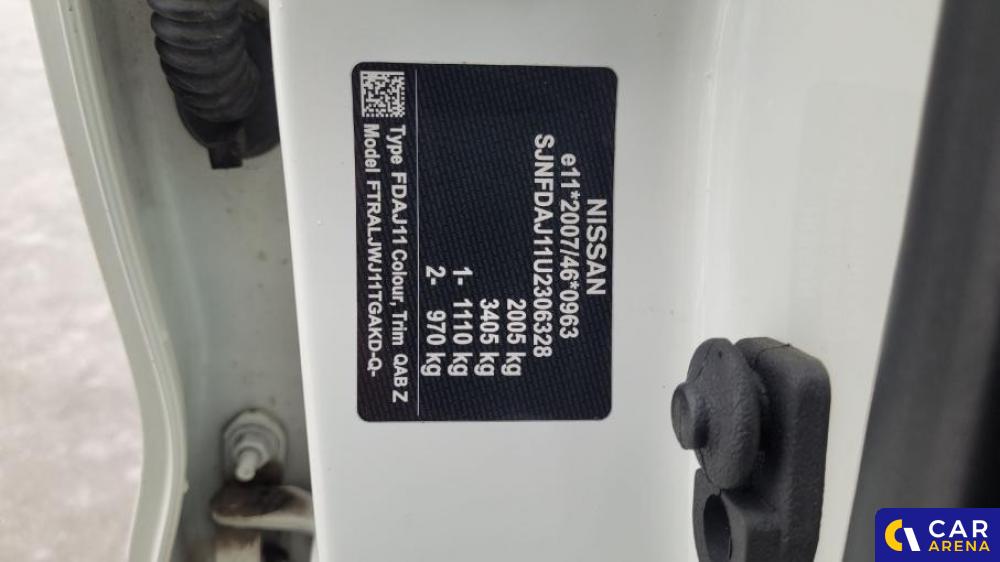 NISSAN
e11*2007/46*0963
SJNFDAJ11U2306328
2005 kg
3405 kg
1- 1110 kg
2- 970 kg
Type FDAJ11 Colour, Trim QAB Z
Model FTRALJWJ11TGAKD-Q-
CAR
ARENA